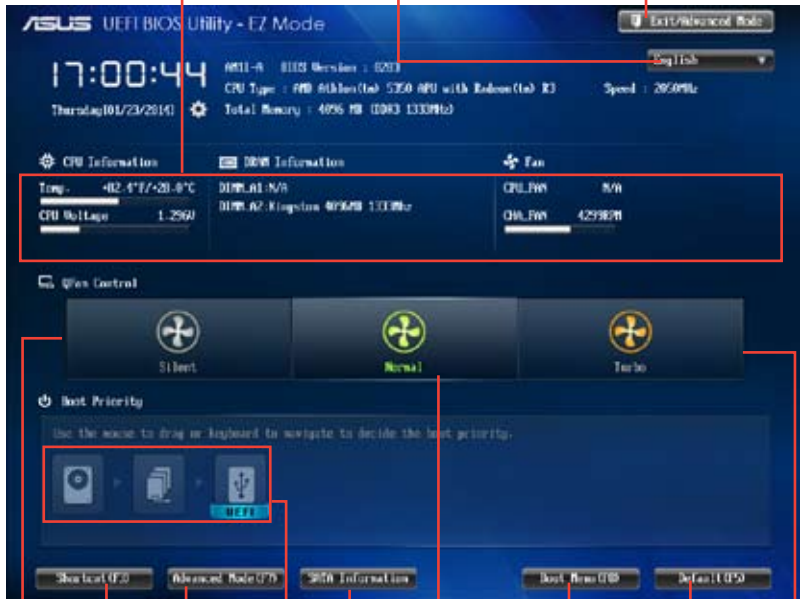 ASUS UEFI BIOS Utility - EZ Mode
Exit/Advanced Mode
English
17:00:44
Thursday[01/23/2014]
AM1I-A BIOS Version : 0203
CPU Type : AMD Athlon(tm) 5350 APU with Radeon(tm) R3 Speed : 2050MHz
Total Memory : 4096 MB (DDR3 1333MHz)
CPU Information
DRAM Information
Fan
Temp. +82.4°F/+28.0°C
CPU Voltage 1.296V
DIMM_A1:N/A
DIMM_A2:Kingston 4096MB 1333MHz
CPU_FAN N/A
CHA_FAN 4299RPM
QFan Control
Silent
Normal
Turbo
Boot Priority
Use the mouse to drag or keyboard to navigate to decide the boot priority.
UEFI
Shortcut(F3)
Advanced Mode(F7)
SATA Information
Boot Menu(F8)
Default(F5)